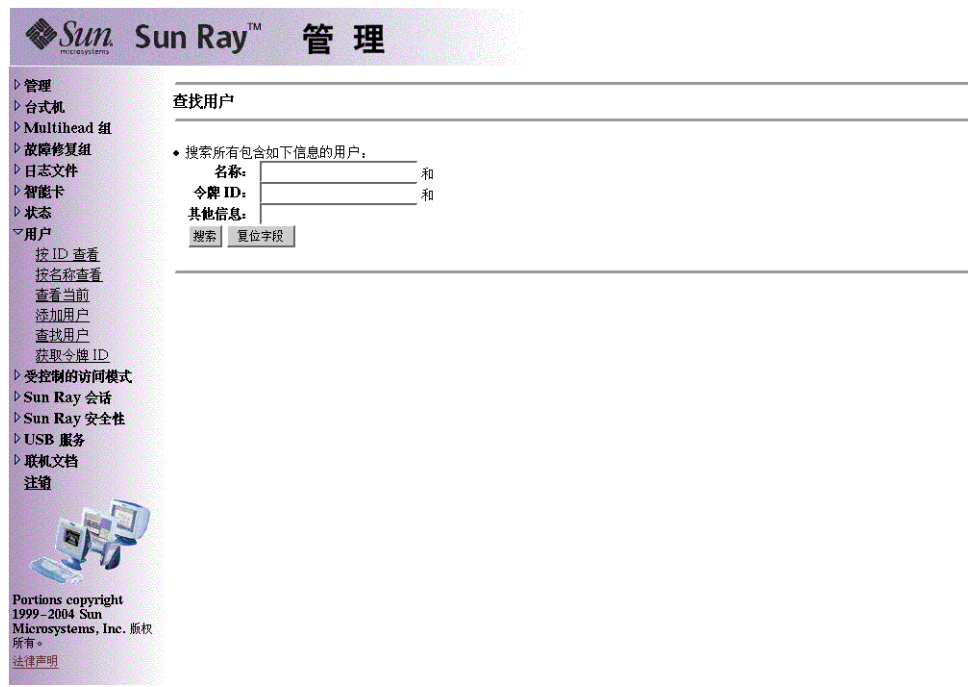 Sun microsystems Sun Ray™ 管 理
管理
台式机
Multihead 组
故障修复组
日志文件
智能卡
状态
用户
按 ID 查看
按名称查看
查看当前
添加用户
查找用户
获取令牌 ID
受控制的访问模式
Sun Ray 会话
Sun Ray 安全性
USB 服务
联机文档
注销
Portions copyright
1999-2004 Sun
Microsystems, Inc. 版权
所有。
法律声明
查找用户
搜索所有包含如下信息的用户：
名称： 和
令牌 ID： 和
其他信息：
搜索 复位字段